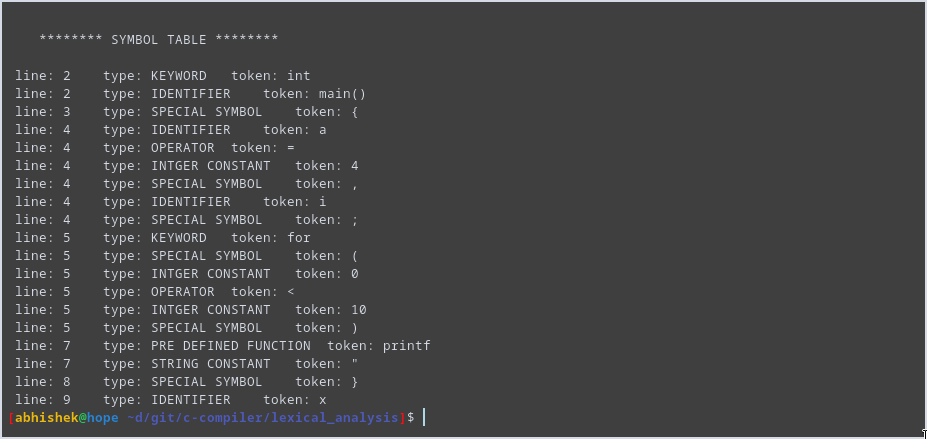 ******** SYMBOL TABLE ********
line: 2    type: KEYWORD   token: int
line: 2    type: IDENTIFIER    token: main()
line: 3    type: SPECIAL SYMBOL    token: {
line: 4    type: IDENTIFIER    token: a
line: 4    type: OPERATOR  token: =
line: 4    type: INTGER CONSTANT   token: 4
line: 4    type: SPECIAL SYMBOL    token: ,
line: 4    type: IDENTIFIER    token: i
line: 4    type: SPECIAL SYMBOL    token: ;
line: 5    type: KEYWORD   token: for
line: 5    type: SPECIAL SYMBOL    token: (
line: 5    type: INTGER CONSTANT   token: 0
line: 5    type: OPERATOR  token: <
line: 5    type: INTGER CONSTANT   token: 10
line: 5    type: SPECIAL SYMBOL    token: )
line: 7    type: PRE DEFINED FUNCTION  token: printf
line: 7    type: STRING CONSTANT   token: "
line: 8    type: SPECIAL SYMBOL    token: }
line: 9    type: IDENTIFIER    token: x
[abhishek@hope ~d/git/c-compiler/lexical_analysis]$